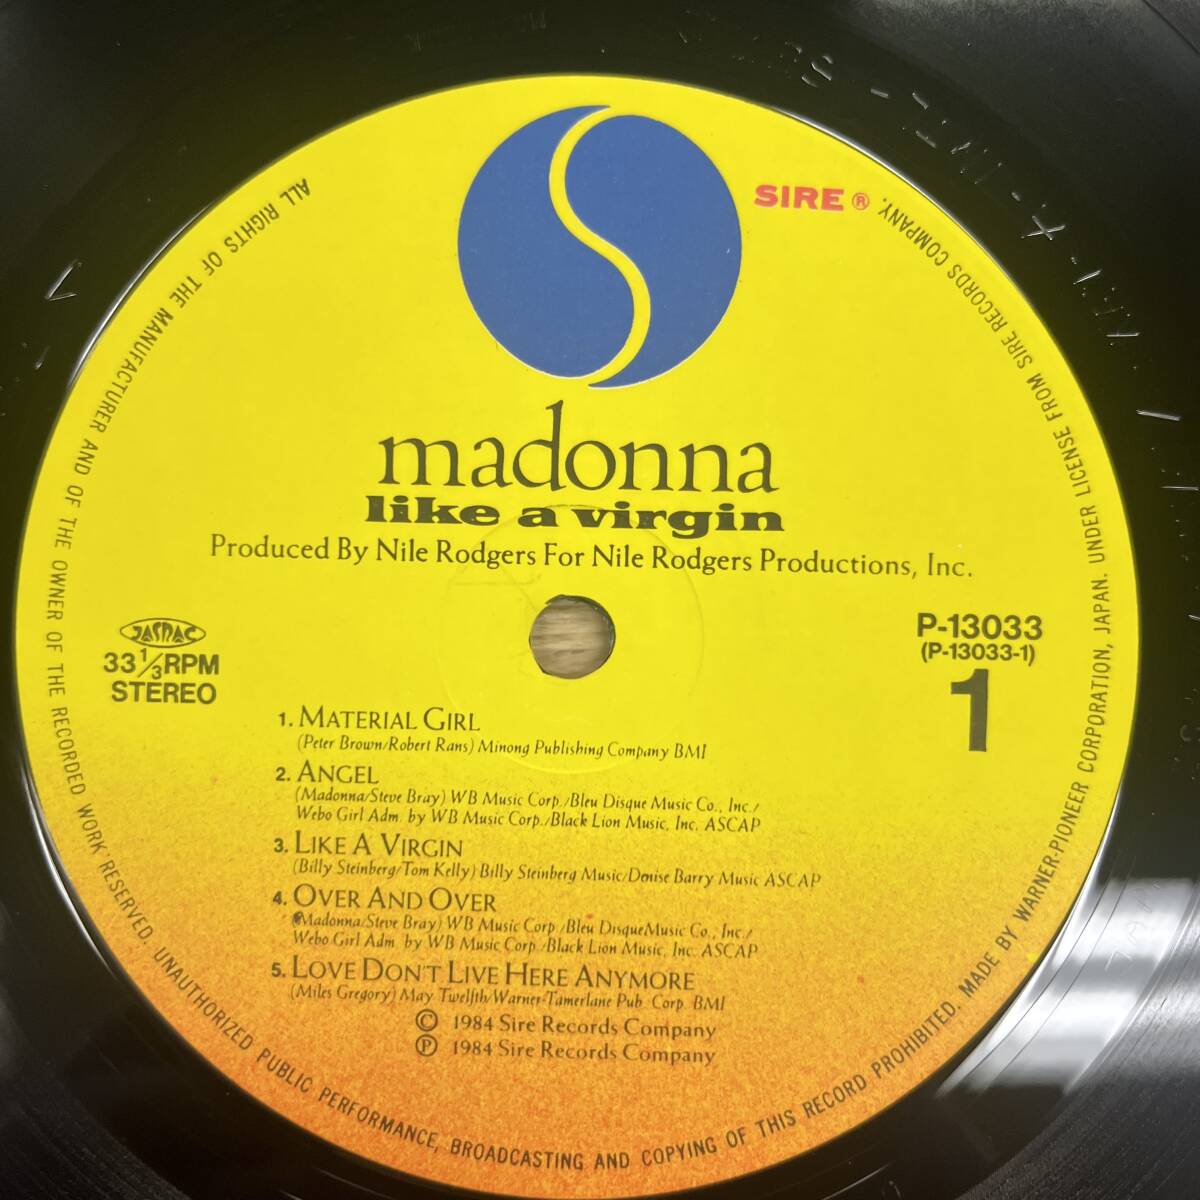 SIRE ®
madonna
like a virgin
Produced By Nile Rodgers For Nile Rodgers Productions, Inc.
JASRAC
33 1/3 RPM
STEREO
P-13033
(P-13033-1)
1
1. MATERIAL GIRL
(Peter Brown/Robert Rans) Minong Publishing Company BMI
2. ANGEL
(Madonna/Steve Bray) WB Music Corp./Bleu Disque Music Co., Inc./
Webo Girl Adm. by WB Music Corp./Black Lion Music, Inc. ASCAP
3. LIKE A VIRGIN
(Billy Steinberg/Tom Kelly) Billy Steinberg Music/Denise Barry Music ASCAP
4. OVER AND OVER
(Madonna/Steve Bray) WB Music Corp./Bleu Disque Music Co., Inc./
Webo Girl Adm. by WB Music Corp./Black Lion Music, Inc. ASCAP
5. LOVE DON'T LIVE HERE ANYMORE
(Miles Gregory) May Twelfth/Warner-Tamerlane Pub. Corp. BMI
© 1984 Sire Records Company
℗ 1984 Sire Records Company
ALL RIGHTS OF THE MANUFACTURER AND OF THE OWNER OF THE RECORDED WORK RESERVED. UNAUTHORIZED PUBLIC PERFORMANCE, BROADCASTING AND COPYING OF THIS RECORD PROHIBITED. MADE BY WARNER-PIONEER CORPORATION, JAPAN. UNDER LICENSE FROM SIRE RECORDS COMPANY.